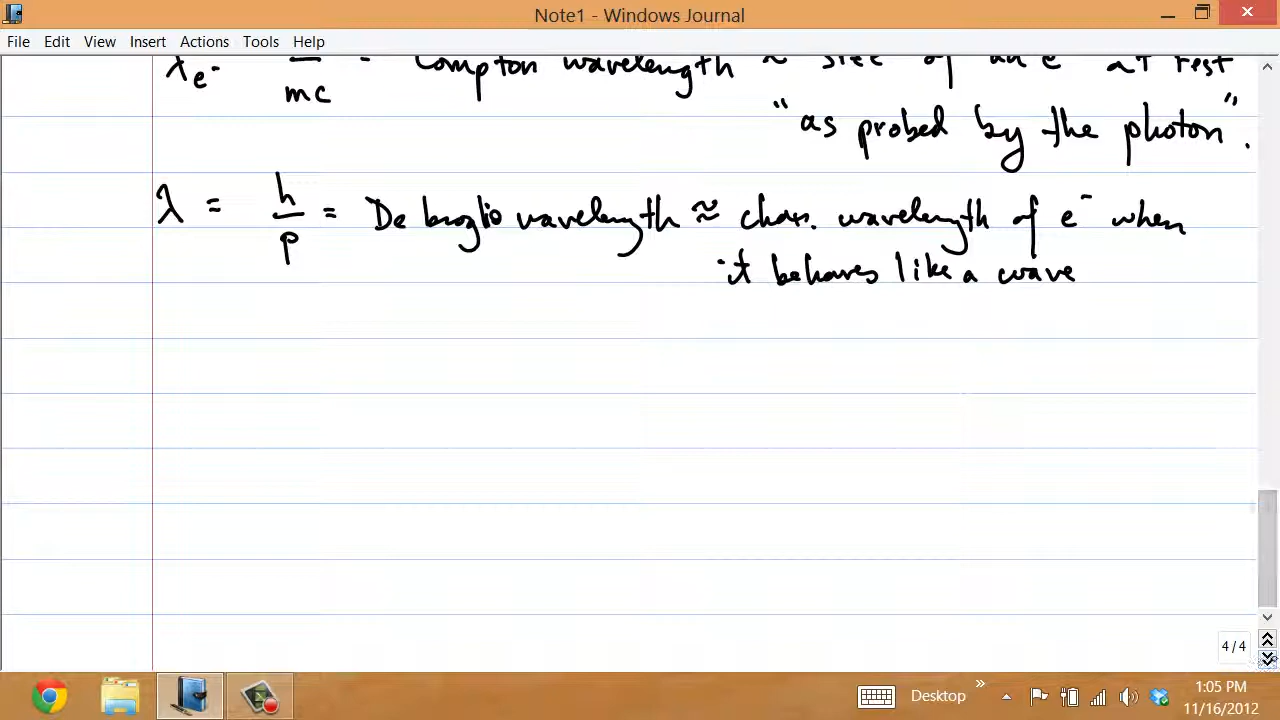 Note1 - Windows Journal
File Edit View Insert Actions Tools Help
λe- = h/mc = Compton wavelength ≈ size of an e- at rest
"as probed by the photon".
λ = h/p = De broglie wavelength ≈ char. wavelength of e- when
it behaves like a wave
4 / 4
Desktop
1:05 PM
11/16/2012